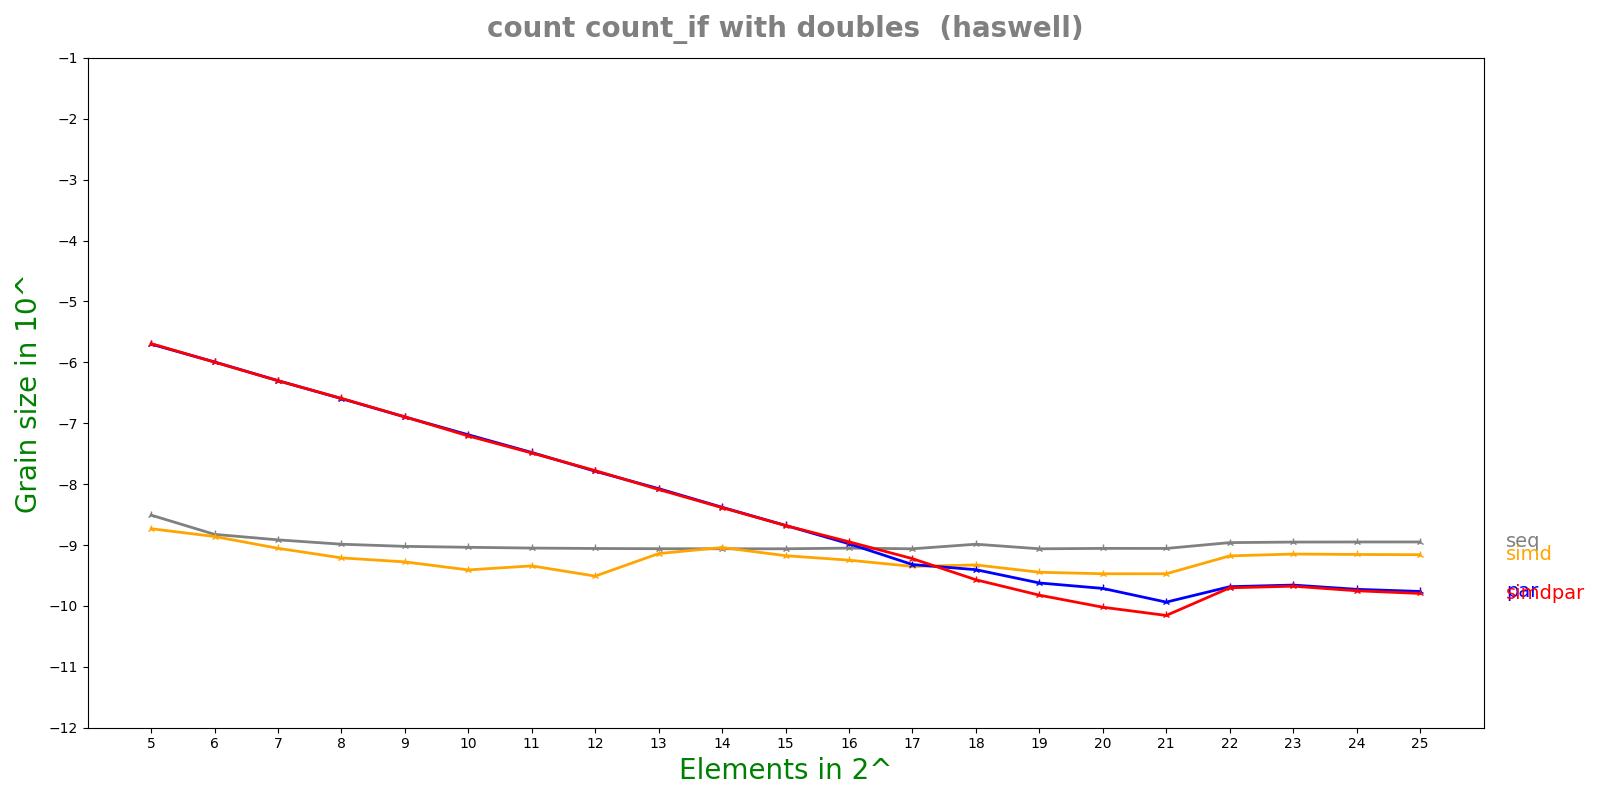 count count_if with doubles  (haswell)
−1
−2
−3
−4
−5
−6
−7
−8
−9
−10
−11
−12
Grain size in 10^
5 6 7 8 9 10 11 12 13 14 15 16 17 18 19 20 21 22 23 24 25
Elements in 2^
seq
simd
par
simdpar